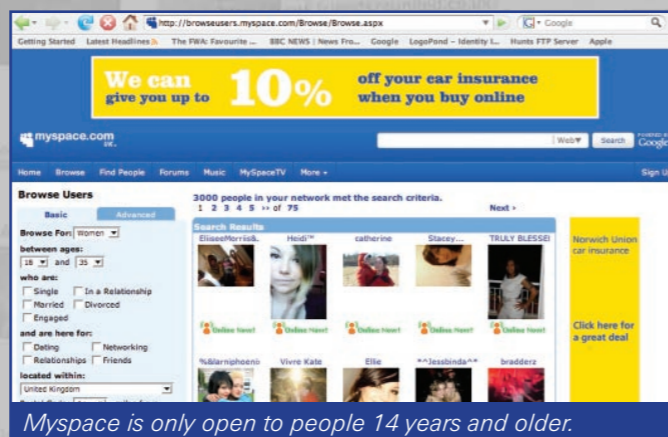 http://browseusers.myspace.com/Browse/Browse.aspx
Google
Getting Started Latest Headlines The FWA: Favourite ... BBC NEWS | News Fro... Google LogoPond – Identity I... Hunts FTP Server Apple
We can give you up to 10% off your car insurance when you buy online
myspace.com
UK.
Web Search Google
Home Browse Find People Forums Music MySpaceTV More Sign U
Browse Users
Basic Advanced
Browse For: Women
between ages:
18 and 35
who are:
Single In a Relationship
Married Divorced
Engaged
and are here for:
Dating Networking
Relationships Friends
located within:
United Kingdom
3000 people in your network met the search criteria.
1 2 3 4 5 >> of 75 Next
Search Results
Heidi™ catherine Stacey... TRULY BLESSE
Online Now! Online Now! Online Now! Online Now! Online Now!
Vivre Kate Ellie *^Jessbinda^* bradderz
Norwich Union
car insurance
Click here for
a great deal
Myspace is only open to people 14 years and older.